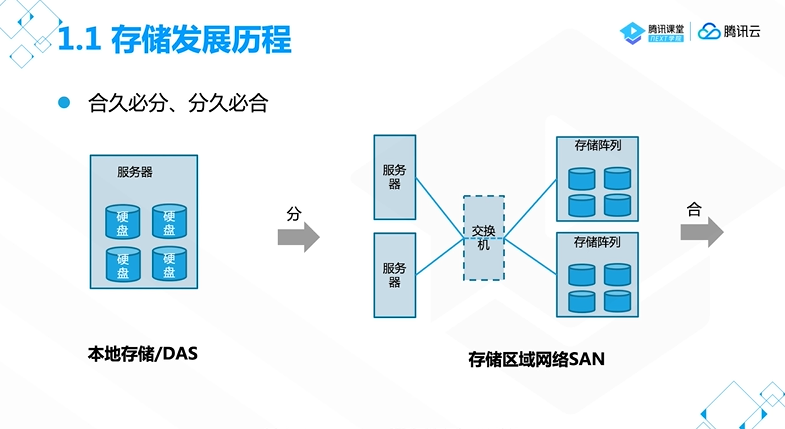 1.1 存储发展历程
腾讯课堂
NEXT学院
腾讯云
合久必分、分久必合
服务器
硬盘
硬盘
硬盘
硬盘
本地存储/DAS
分
服务器
服务器
交换机
存储阵列
存储阵列
存储区域网络SAN
合